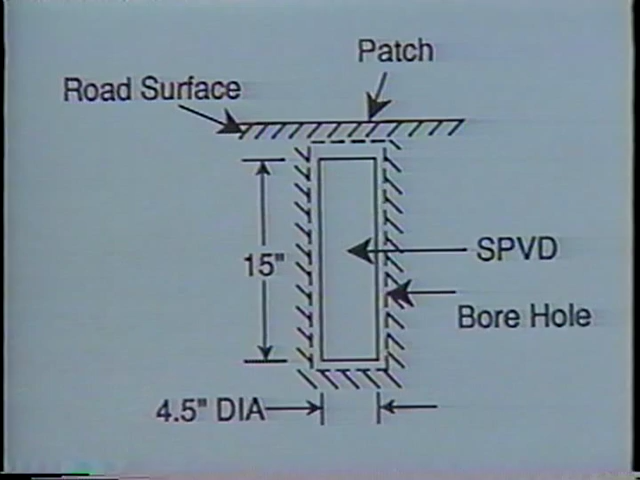 Patch
Road Surface
15"
SPVD
Bore Hole
4.5" DIA